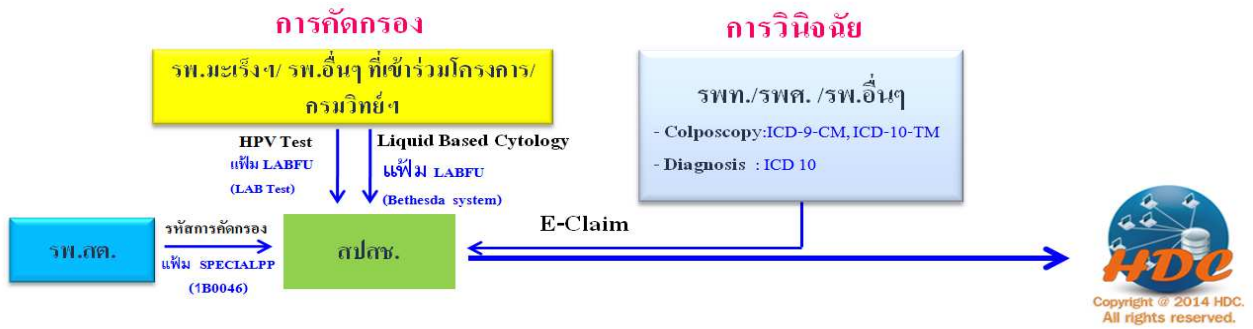 การคัดกรอง
รพ.มะเร็งฯ/ รพ.อื่นๆ ที่เข้าร่วมโครงการ/
กรมวิทย์ฯ
HPV Test
แฟ้ม LABFU
(LAB Test)
Liquid Based Cytology
แฟ้ม LABFU
(Bethesda system)
รพ.สต.
รหัสการคัดกรอง
แฟ้ม SPECIALPP
(1B0046)
สปสช.
การวินิจฉัย
รพท./รพศ. /รพ.อื่นๆ
- Colposcopy:ICD-9-CM, ICD-10-TM
- Diagnosis : ICD 10
E-Claim
HDC
Copyright @ 2014 HDC.
All rights reserved.